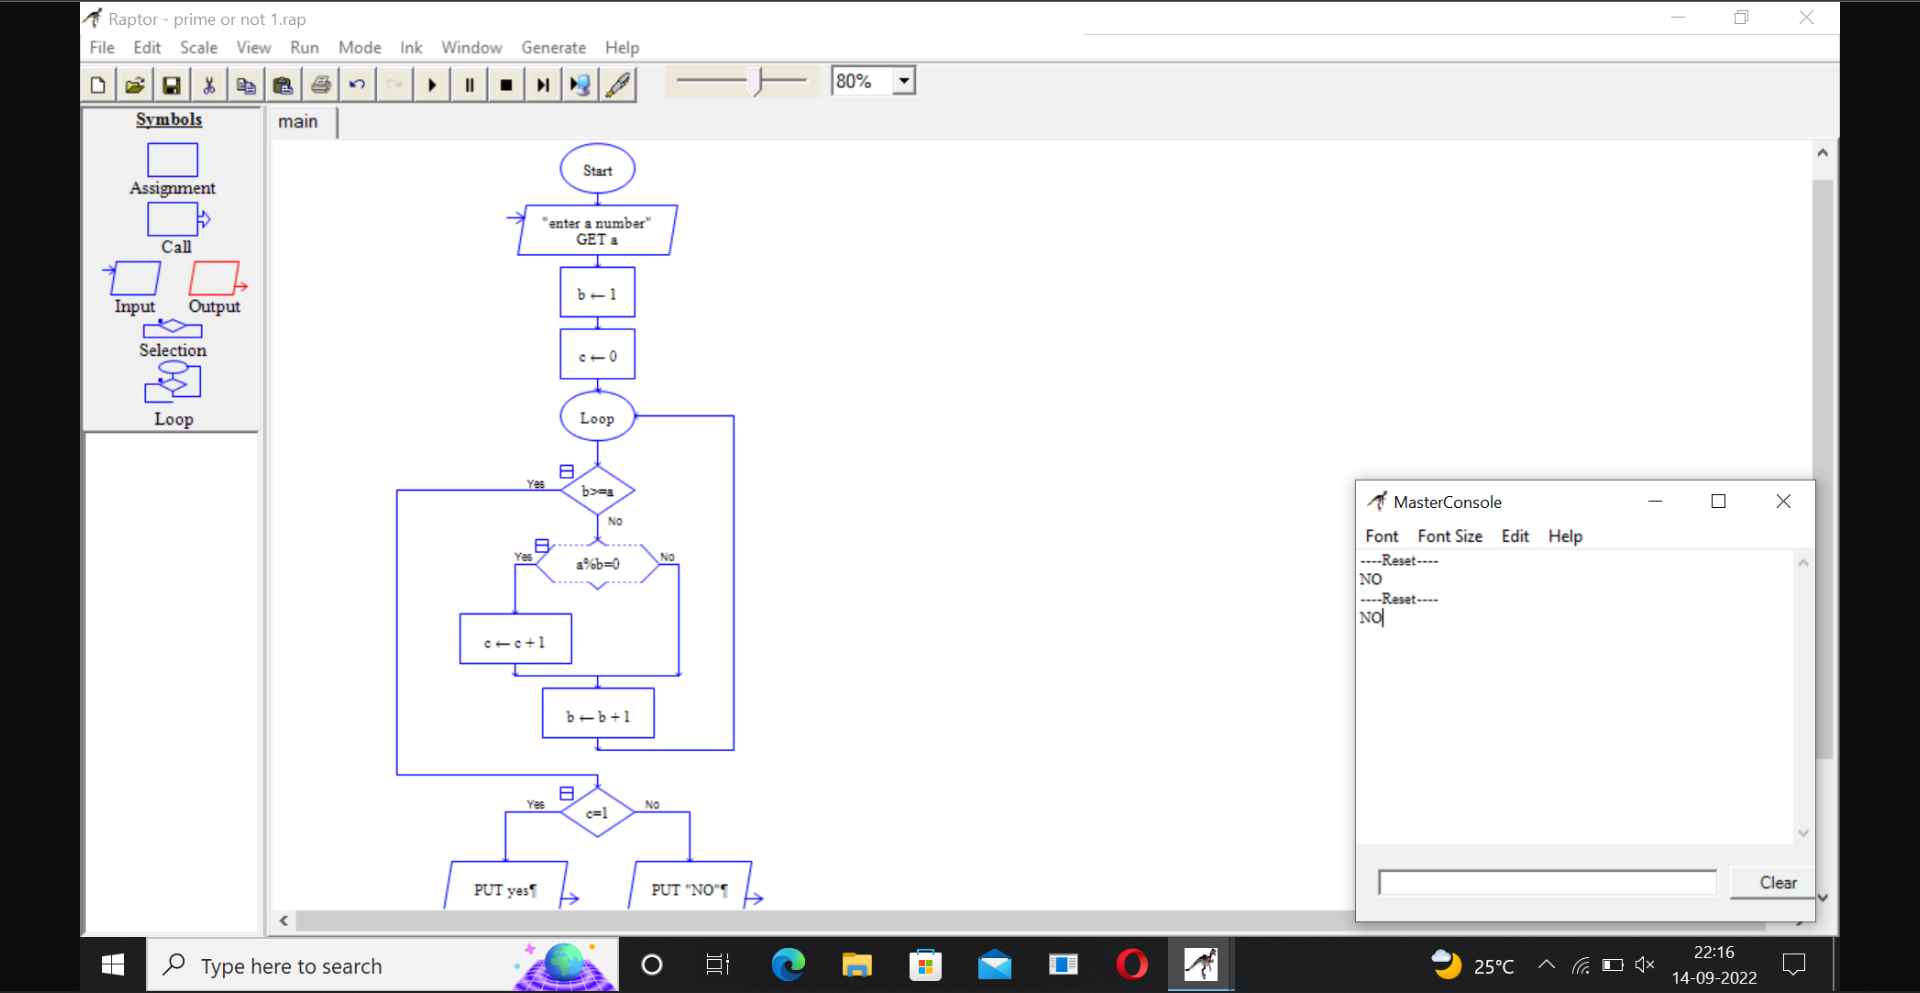 Raptor - prime or not 1.rap
File Edit Scale View Run Mode Ink Window Generate Help
80%
Symbols
Assignment
Call
Input Output
Selection
Loop
main
Start
"enter a number"
GET a
b ← 1
c ← 0
Loop
Yes
b>=a
No
Yes
a%b=0
No
c ← c + 1
b ← b + 1
Yes
c=1
No
PUT yes¶
PUT "NO"¶
MasterConsole
Font Font Size Edit Help
----Reset----
NO
----Reset----
NO
Clear
Type here to search
25°C
22:16
14-09-2022